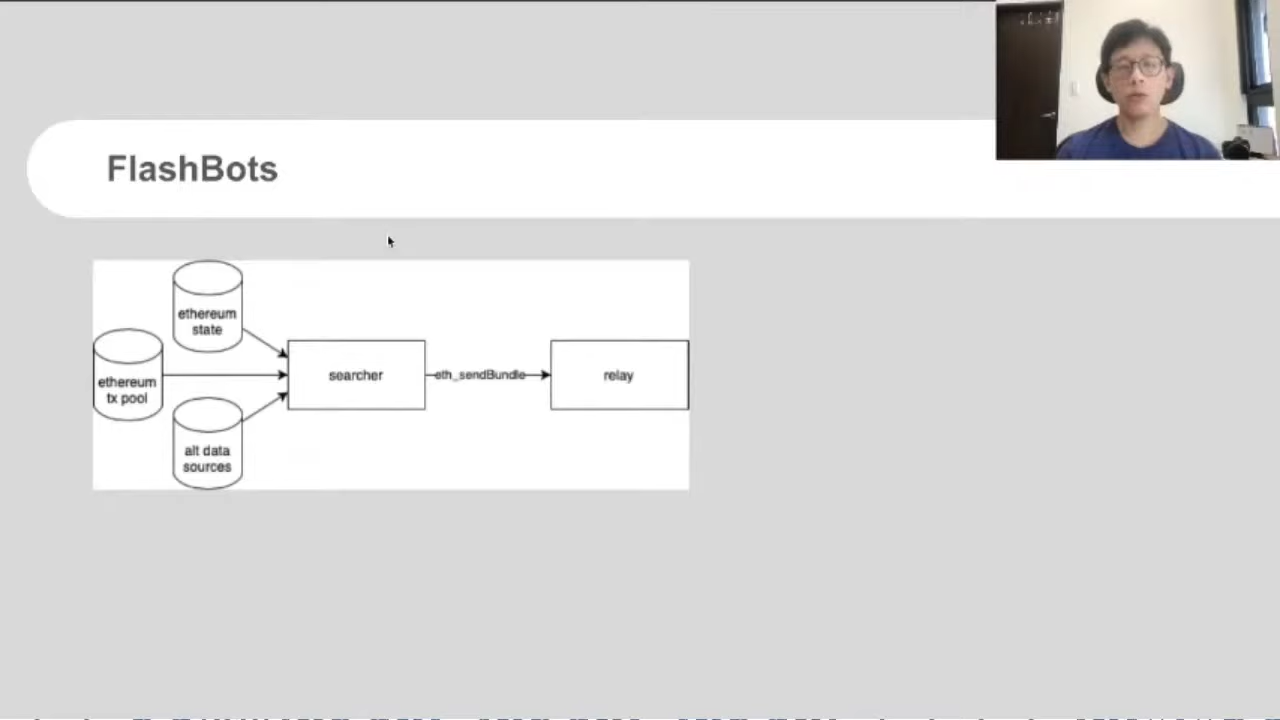 FlashBots
ethereum
state
ethereum
tx pool
alt data
sources
searcher
eth_sendBundle
relay